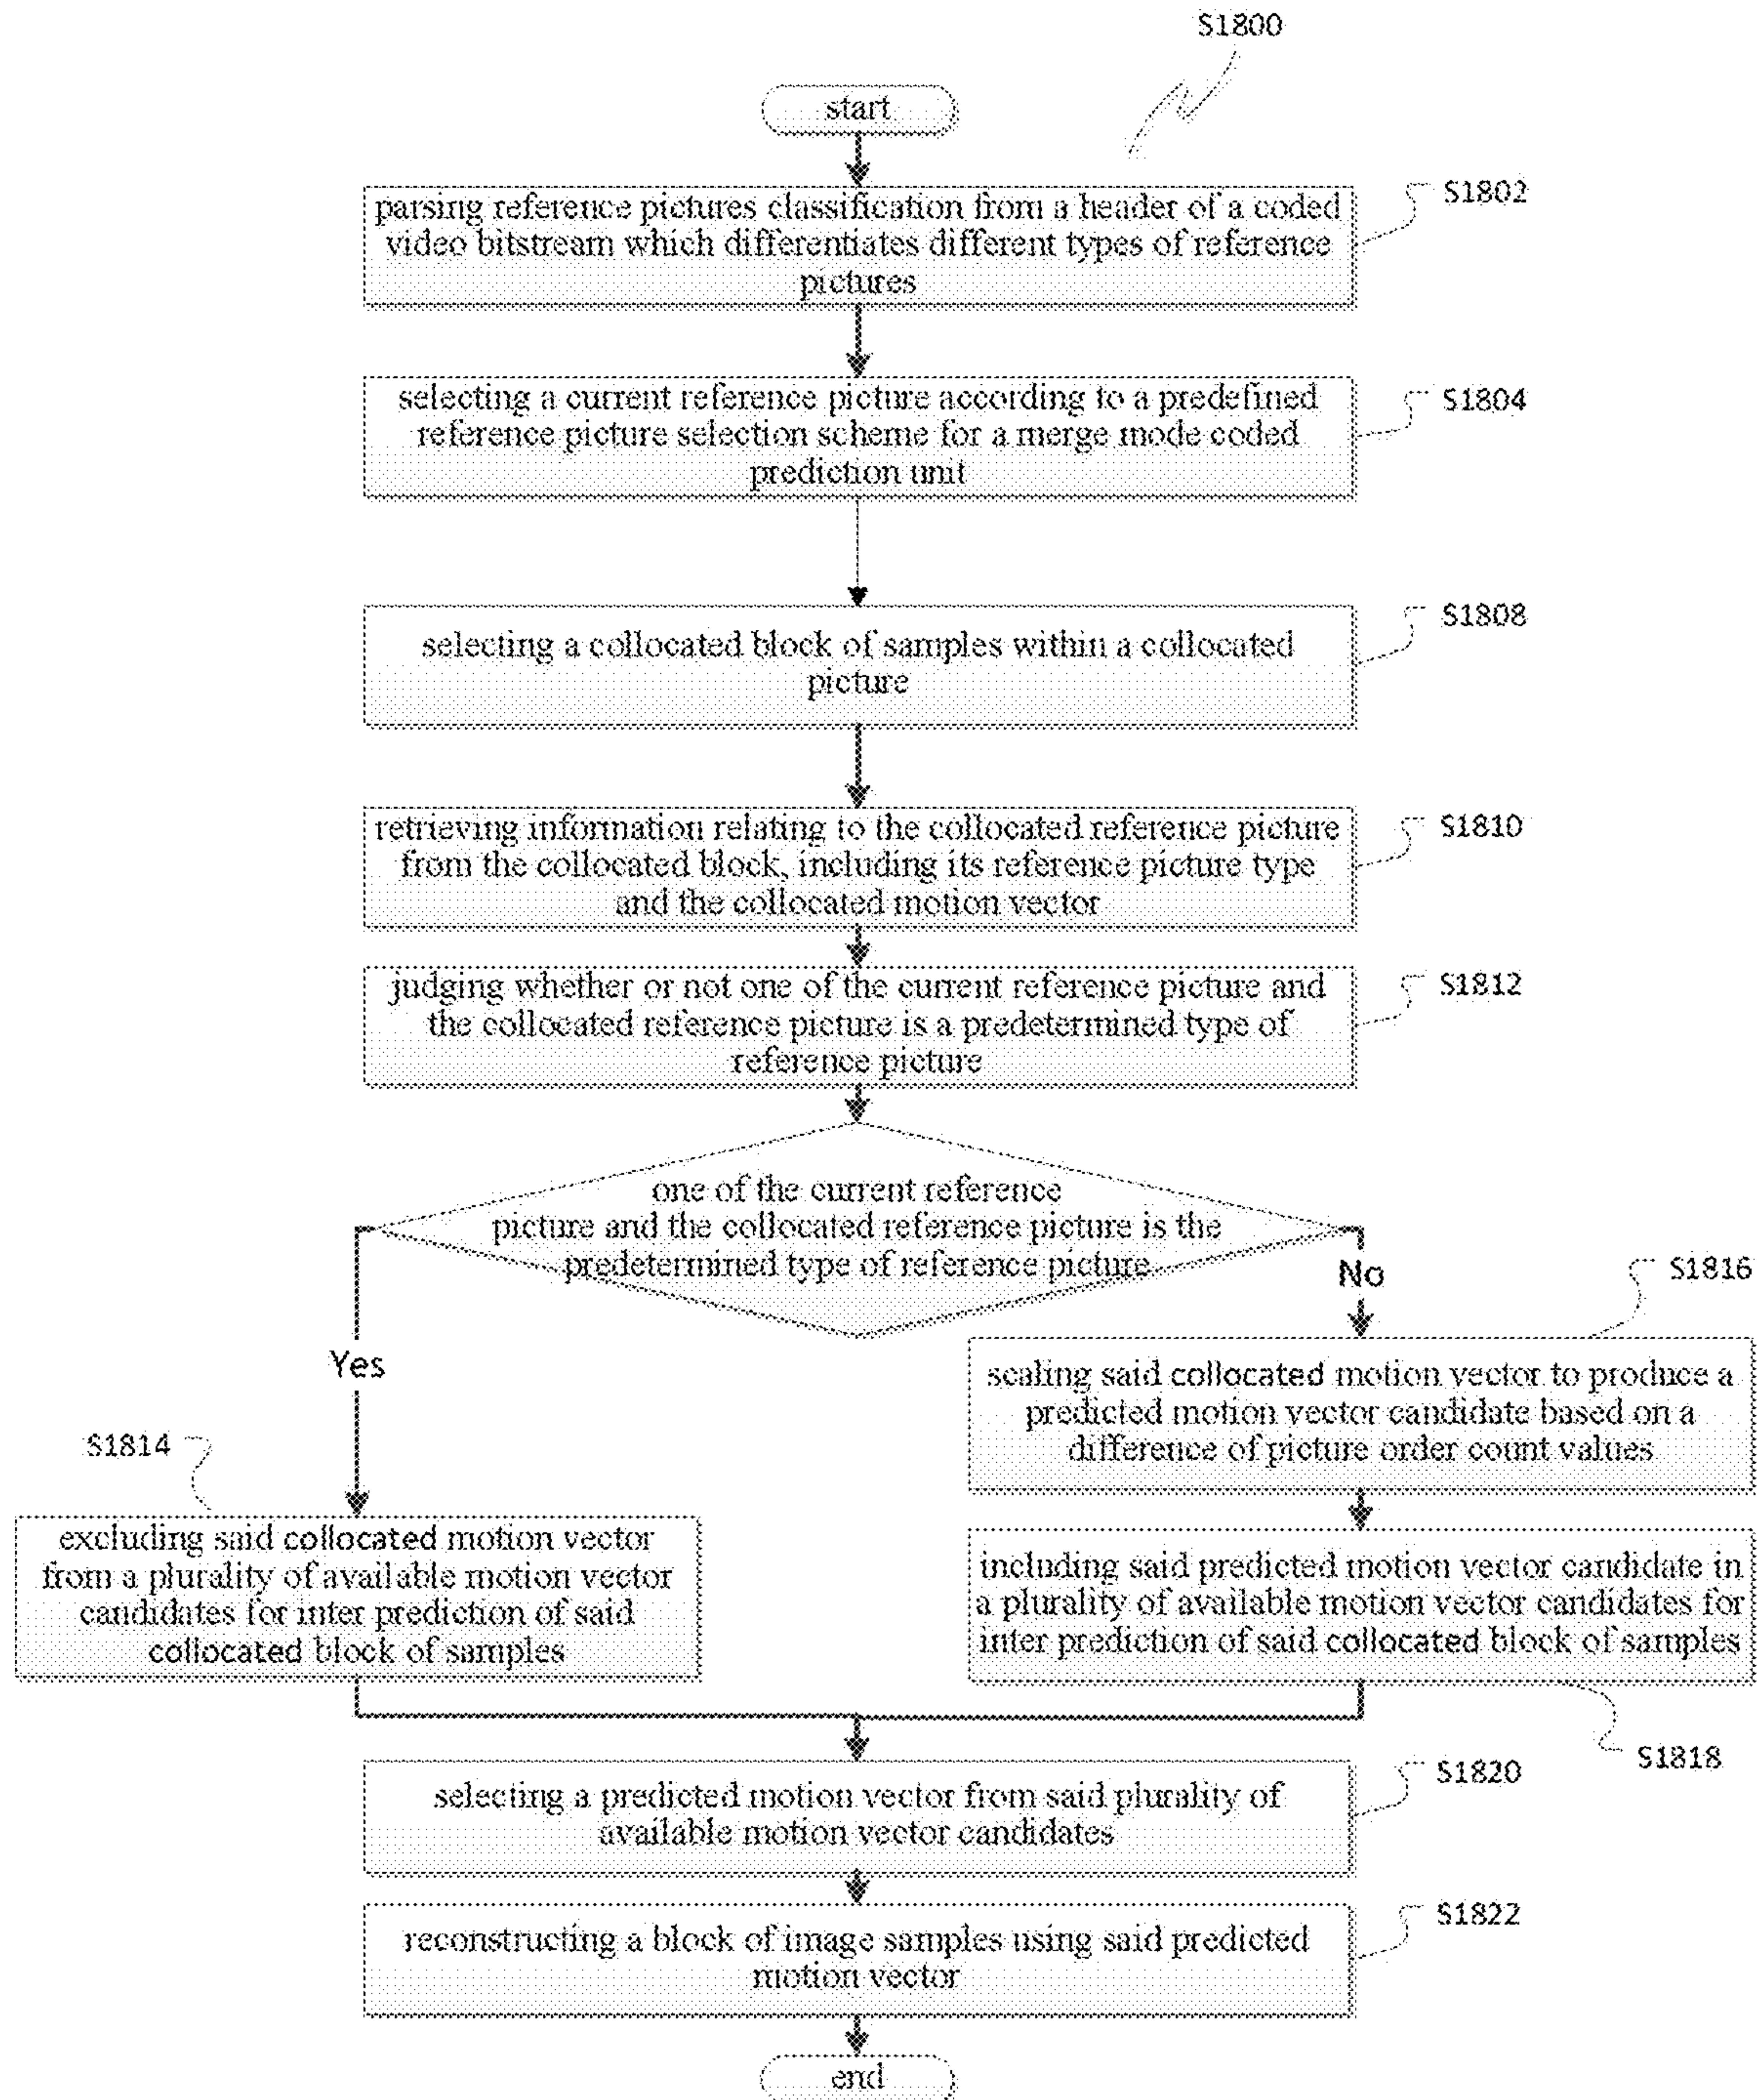 S1800
start
parsing reference pictures classification from a header of a coded
video bitstream which differentiates different types of reference
pictures
S1802
selecting a current reference picture according to a predefined
reference picture selection scheme for a merge mode coded
prediction unit
S1804
selecting a collocated block of samples within a collocated
picture
S1808
retrieving information relating to the collocated reference picture
from the collocated block, including its reference picture type
and the collocated motion vector
S1810
judging whether or not one of the current reference picture and
the collocated reference picture is a predetermined type of
reference picture
S1812
one of the current reference
picture and the collocated reference picture is the
predetermined type of reference picture
No
S1816
Yes
scaling said collocated motion vector to produce a
predicted motion vector candidate based on a
difference of picture order count values
S1814
excluding said collocated motion vector
from a plurality of available motion vector
candidates for inter prediction of said
collocated block of samples
including said predicted motion vector candidate in
a plurality of available motion vector candidates for
inter prediction of said collocated block of samples
S1818
selecting a predicted motion vector from said plurality of
available motion vector candidates
S1820
reconstructing a block of image samples using said predicted
motion vector
S1822
end